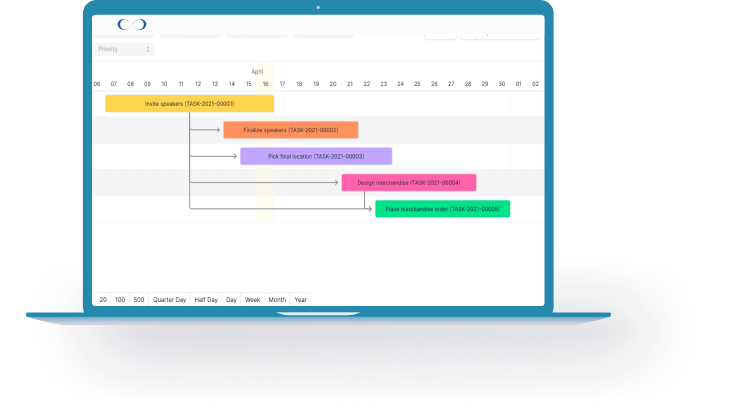 Priority
April
06 07 08 09 10 11 12 13 14 15 16 17 18 19 20 21 22 23 24 25 26 27 28 29 30 01 02
Invite speakers (TASK-2021-00001)
Finalize speakers (TASK-2021-00002)
Pick final location (TASK-2021-00003)
Design merchandise (TASK-2021-00004)
Place merchandise order (TASK-2021-00005)
20 100 500 Quarter Day Half Day Day Week Month Year